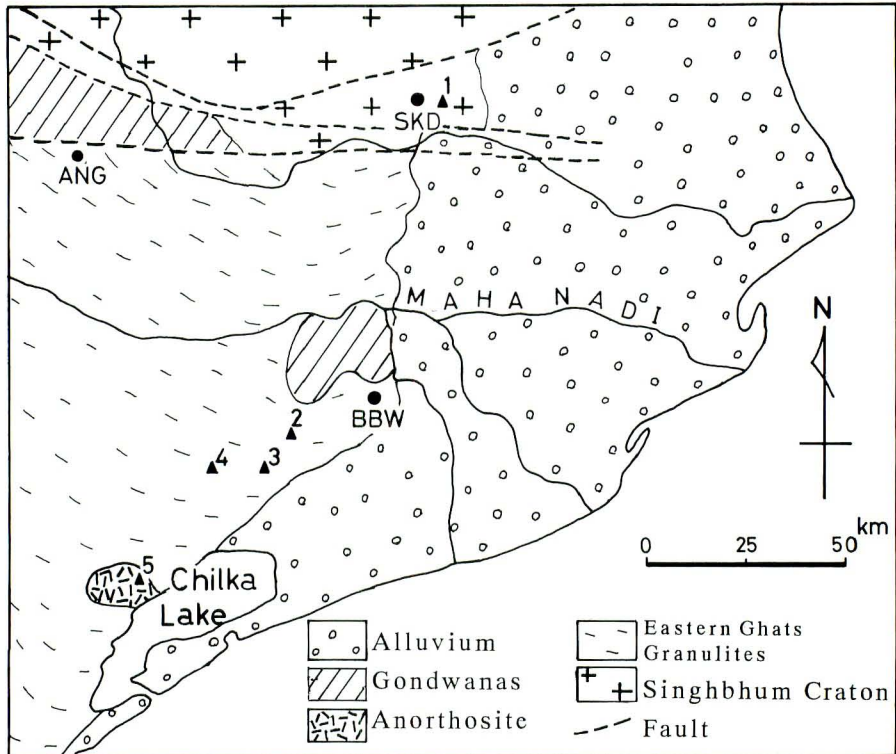 1
SKD
ANG
MAHANADI
N
BBW
2
4
3
km
0 25 50
5
Chilka
Lake
Alluvium
Gondwanas
Anorthosite
Eastern Ghats
Granulites
Singhbhum Craton
Fault